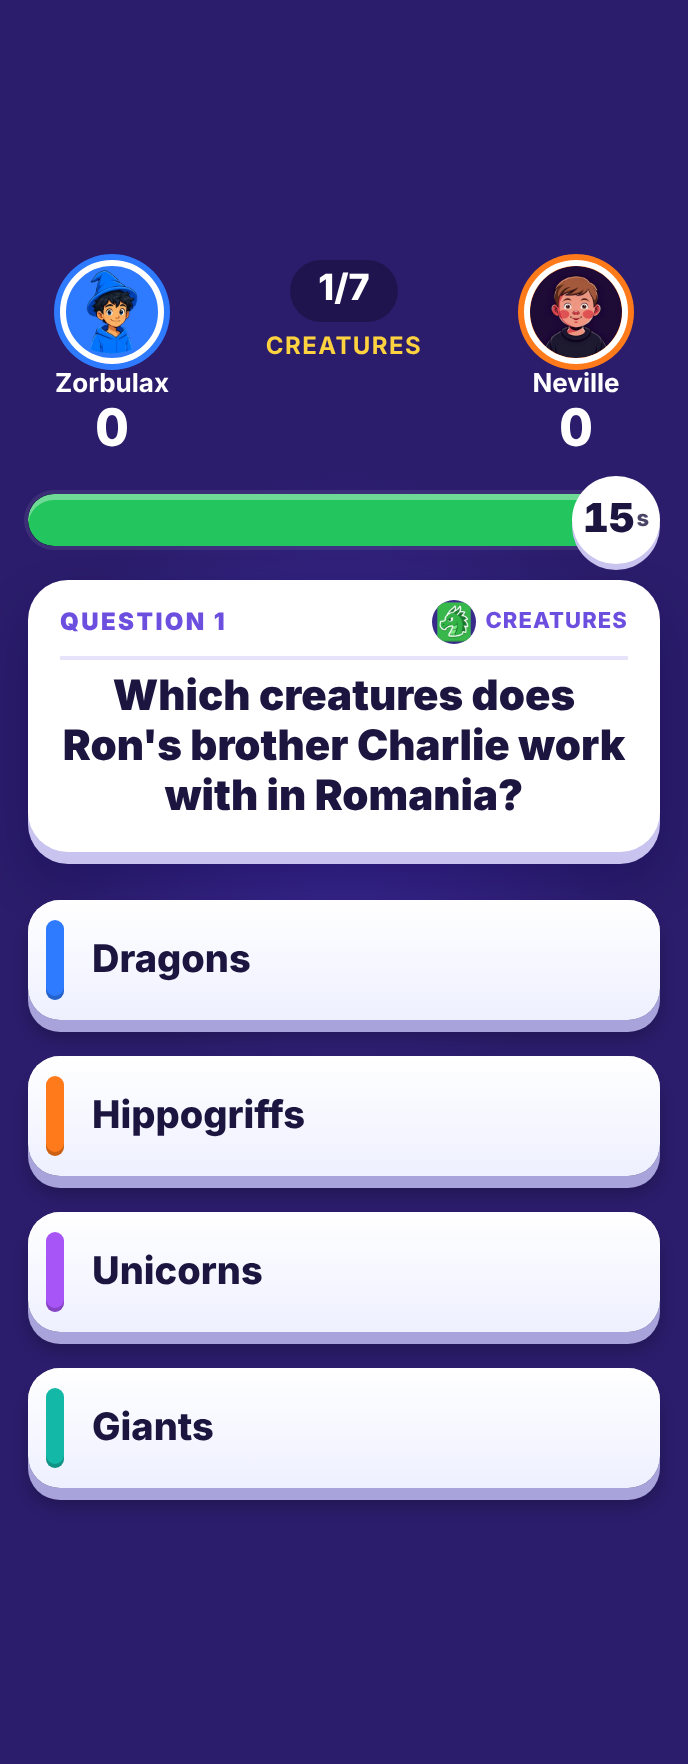 1/7
CREATURES
Zorbulax
Neville
0
0
15s
QUESTION 1
CREATURES
Which creatures does
Ron's brother Charlie work
with in Romania?
Dragons
Hippogriffs
Unicorns
Giants